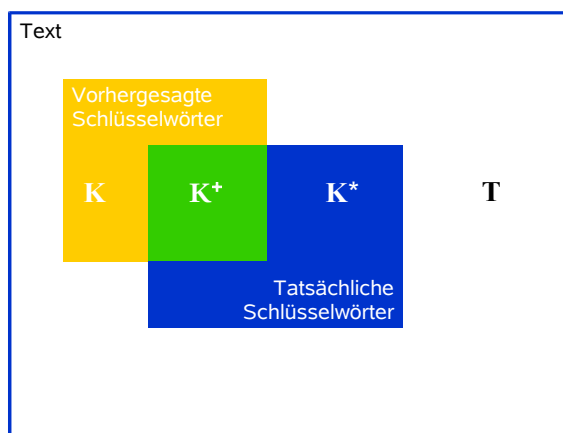 Text
Vorhergesagte
Schlüsselwörter
K K⁺ K* T
Tatsächliche
Schlüsselwörter